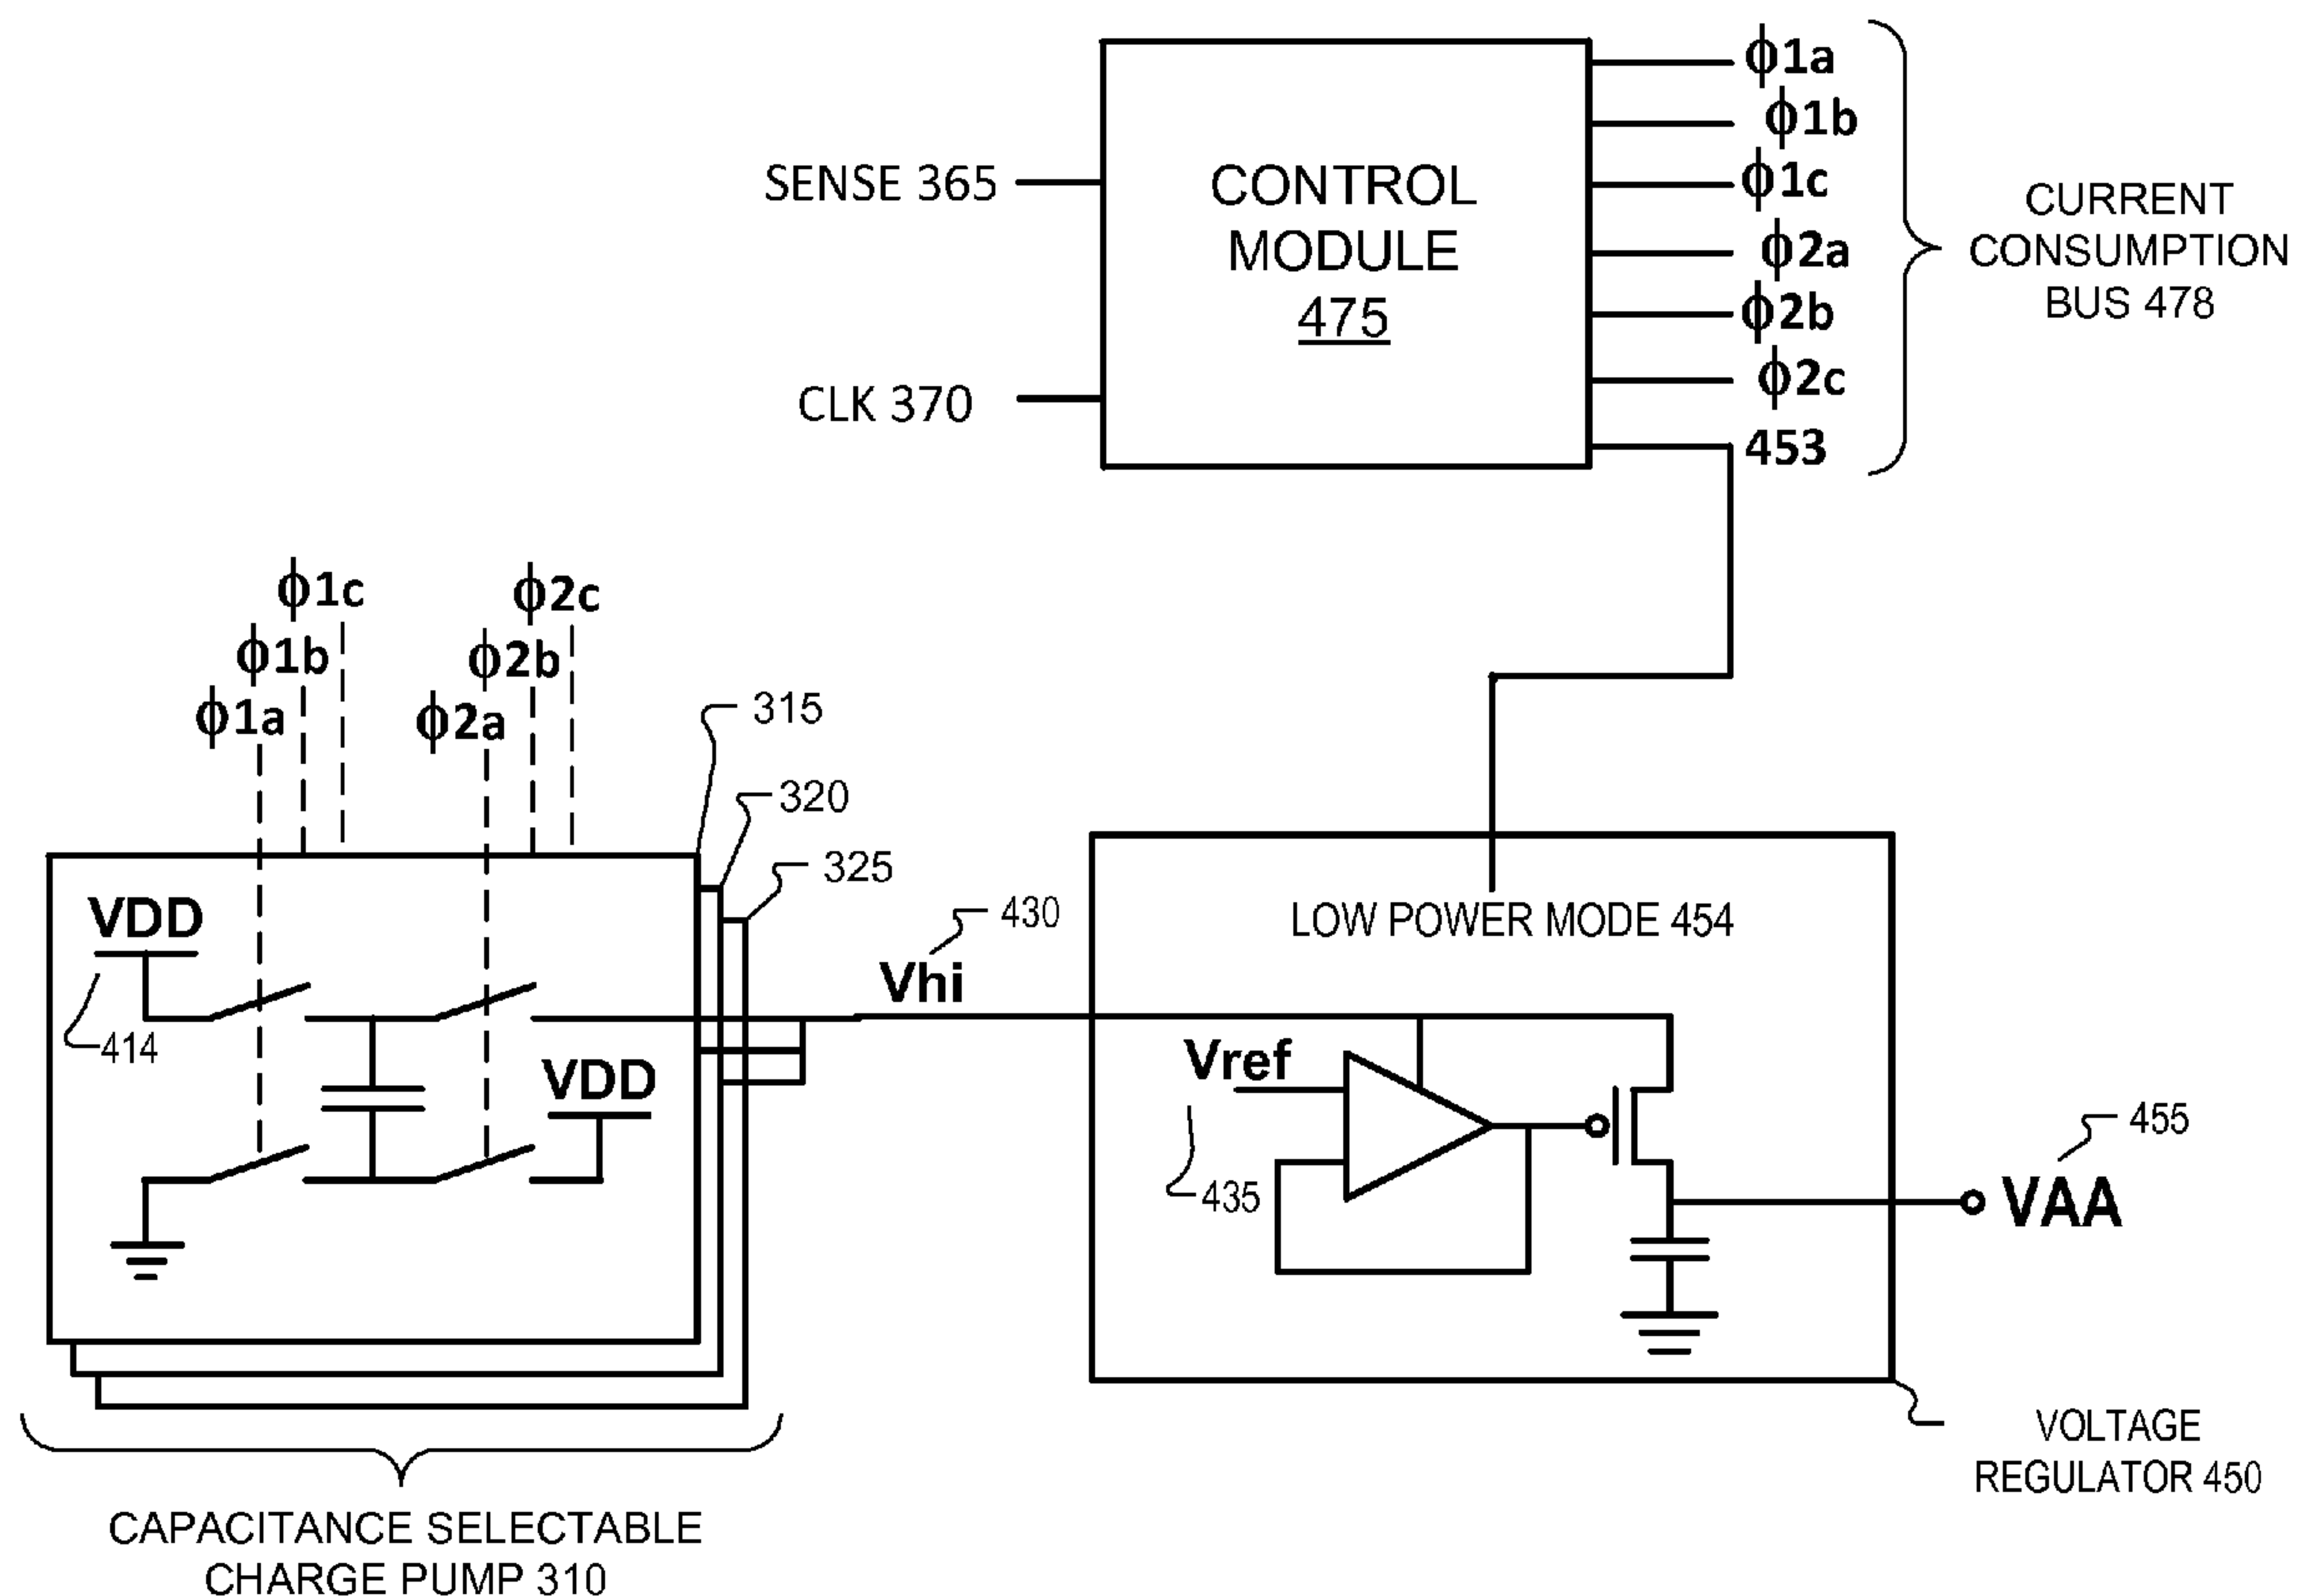 ϕ1a
ϕ1b
SENSE 365
CONTROL
MODULE
475
ϕ1c
ϕ2a
CURRENT
CONSUMPTION
BUS 478
ϕ2b
CLK 370
ϕ2c
453
ϕ1c
ϕ2c
ϕ1b
ϕ2b
ϕ1a
ϕ2a
315
320
325
VDD
414
VDD
430
Vhi
LOW POWER MODE 454
Vref
435
455
VAA
VOLTAGE
REGULATOR 450
CAPACITANCE SELECTABLE
CHARGE PUMP 310